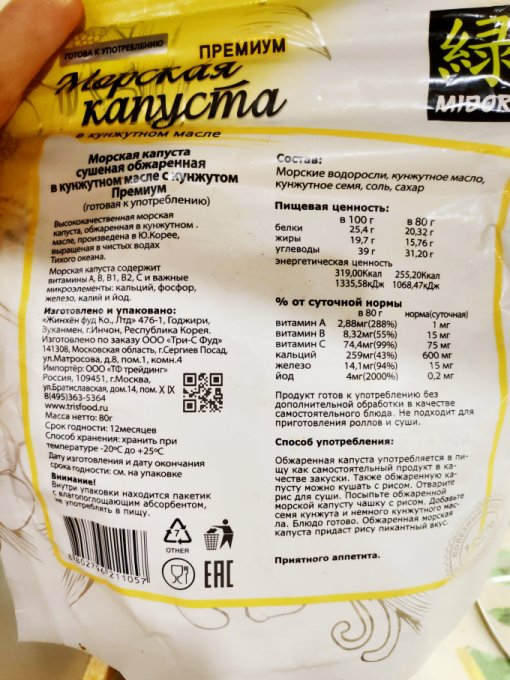 ГОТОВА К УПОТРЕБЛЕНИЮ
ПРЕМИУМ
Морская
капуста
в кунжутном масле
緑
MIDOR
Морская капуста
сушеная обжаренная
в кунжутном масле с кунжутом
Премиум
(готовая к употреблению)
Высококачественная морская
капуста, обжаренная в кунжутном
масле, произведена в Ю.Корее,
выращенная в чистых водах
Тихого океана.
Морская капуста содержит
витамины А, В, В1, В2, С и важные
микроэлементы: кальций, фосфор,
железо, калий и йод.
Изготовлено и упаковано:
«Жинхён фуд Ко., Лтд» 476-1, Годжири,
Вуканмен, г.Инчон, Республика Корея.
Изготовлено по заказу ООО «Три-С Фуд»
141308, Московская область, г.Сергиев Посад,
ул.Матросова, д.8, пом.1, комн.4
Импортёр: ООО «ТФ трейдинг»
Россия, 109451, г.Москва,
ул.Братиславская, дом.14, пом. X IX
8(495)363-5364
www.trisfood.ru
Масса нетто: 80г
Срок годности: 12месяцев
Способ хранения: хранить при
температуре -20ºС до +25ºС
Дату изготовления и дату окончания
срока годности: см. на упаковке
Внимание!
Внутри упаковки находится пакетик
с влагопоглощающим абсорбентом,
не употреблять в пищу.
8 802796 211057
7
OTHER
EAC
Состав:
Морские водоросли, кунжутное масло,
кунжутное семя, соль, сахар
Пищевая ценность:
в 100 г в 80 г
белки 25,4 г 20,32 г
жиры 19,7 г 15,76 г
углеводы 39 г 31,20 г
энергетическая ценность
319,00Ккал 255,20Ккал
1335,58кДж 1068,47кДж
% от суточной нормы
в 80 г норма(суточная)
витамин А 2,88мг(288%) 1 мг
витамин В 8,32мг(55%) 15 мг
витамин С 74,4мг(99%) 75 мг
кальций 259мг(43%) 600 мг
железо 14,1мг(94%) 15 мг
йод 4мг(2000%) 0,2 мг
Продукт готов к употреблению без
дополнительной обработки в качестве
самостоятельного блюда. Не подходит для
приготовления роллов и суши.
Способ употребления:
Обжаренная капуста употребляется в пи-
щу как самостоятельный продукт в ка-
честве закуски. Также обжаренную ка-
пусту можно кушать с рисом. Отварите
рис для суши. Посыпьте обжаренной
морской капусту чашку с рисом. Добавьте
семя кунжута и немного кунжутного мас-
ла. Блюдо готово. Обжаренная морская
капуста придаст рису пикантный вкус.
Приятного аппетита.